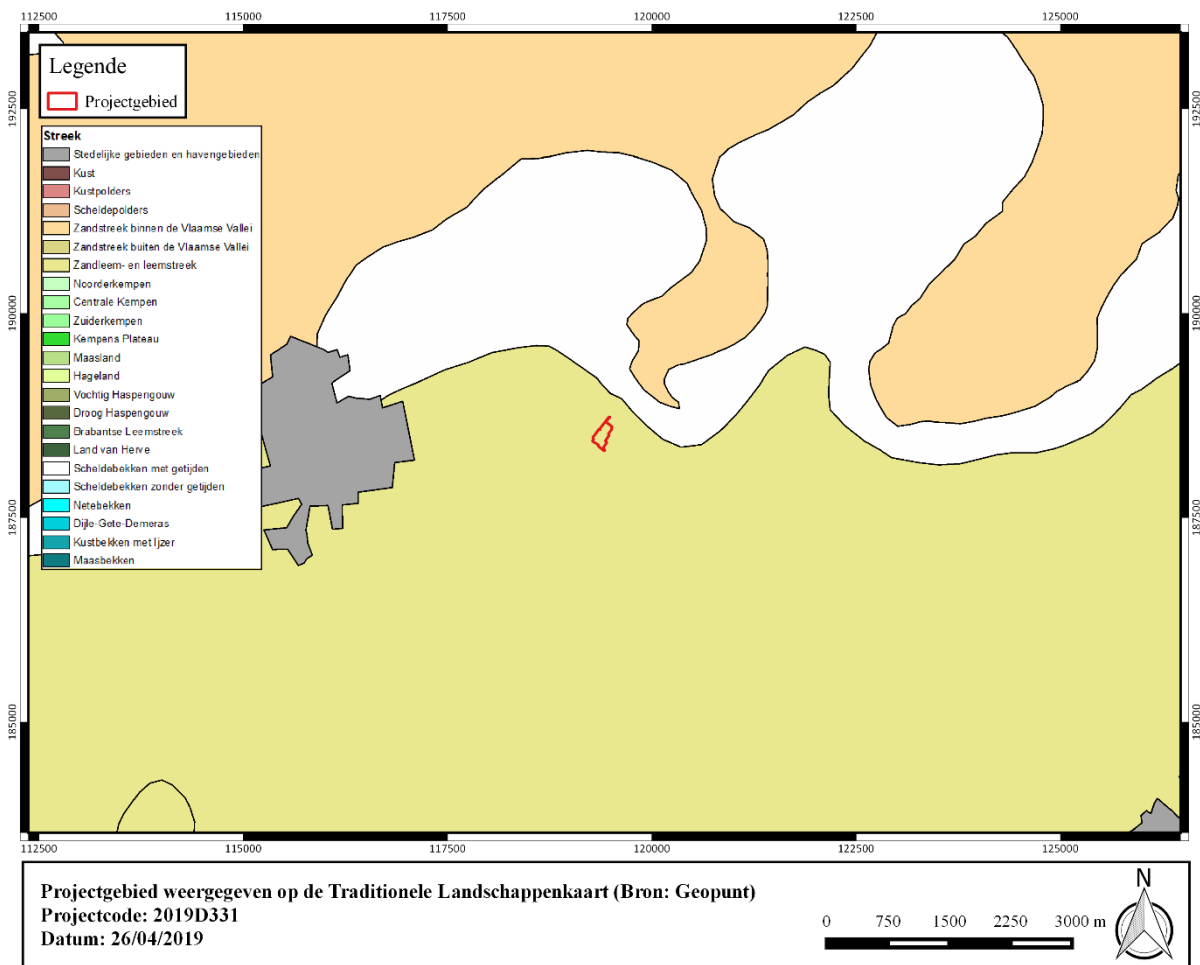 112500 115000 117500 120000 122500 125000
Legende
Projectgebied
Streek
Stedelijke gebieden en havengebieden
Kust
Kustpolders
Scheldepolders
Zandstreek binnen de Vlaamse Vallei
Zandstreek buiten de Vlaamse Vallei
Zandleem- en leemstreek
Noorderkempen
Centrale Kempen
Zuiderkempen
Kempens Plateau
Maasland
Hageland
Vochtig Haspengouw
Droog Haspengouw
Brabantse Leemstreek
Land van Herve
Scheldebekken met getijden
Scheldebekken zonder getijden
Netebekken
Dijle-Gete-Demeras
Kustbekken met Ijzer
Maasbekken
192500 192500
190000 190000
187500 187500
185000 185000
112500 115000 117500 120000 122500 125000
Projectgebied weergegeven op de Traditionele Landschappenkaart (Bron: Geopunt)
Projectcode: 2019D331
Datum: 26/04/2019
0 750 1500 2250 3000 m
N